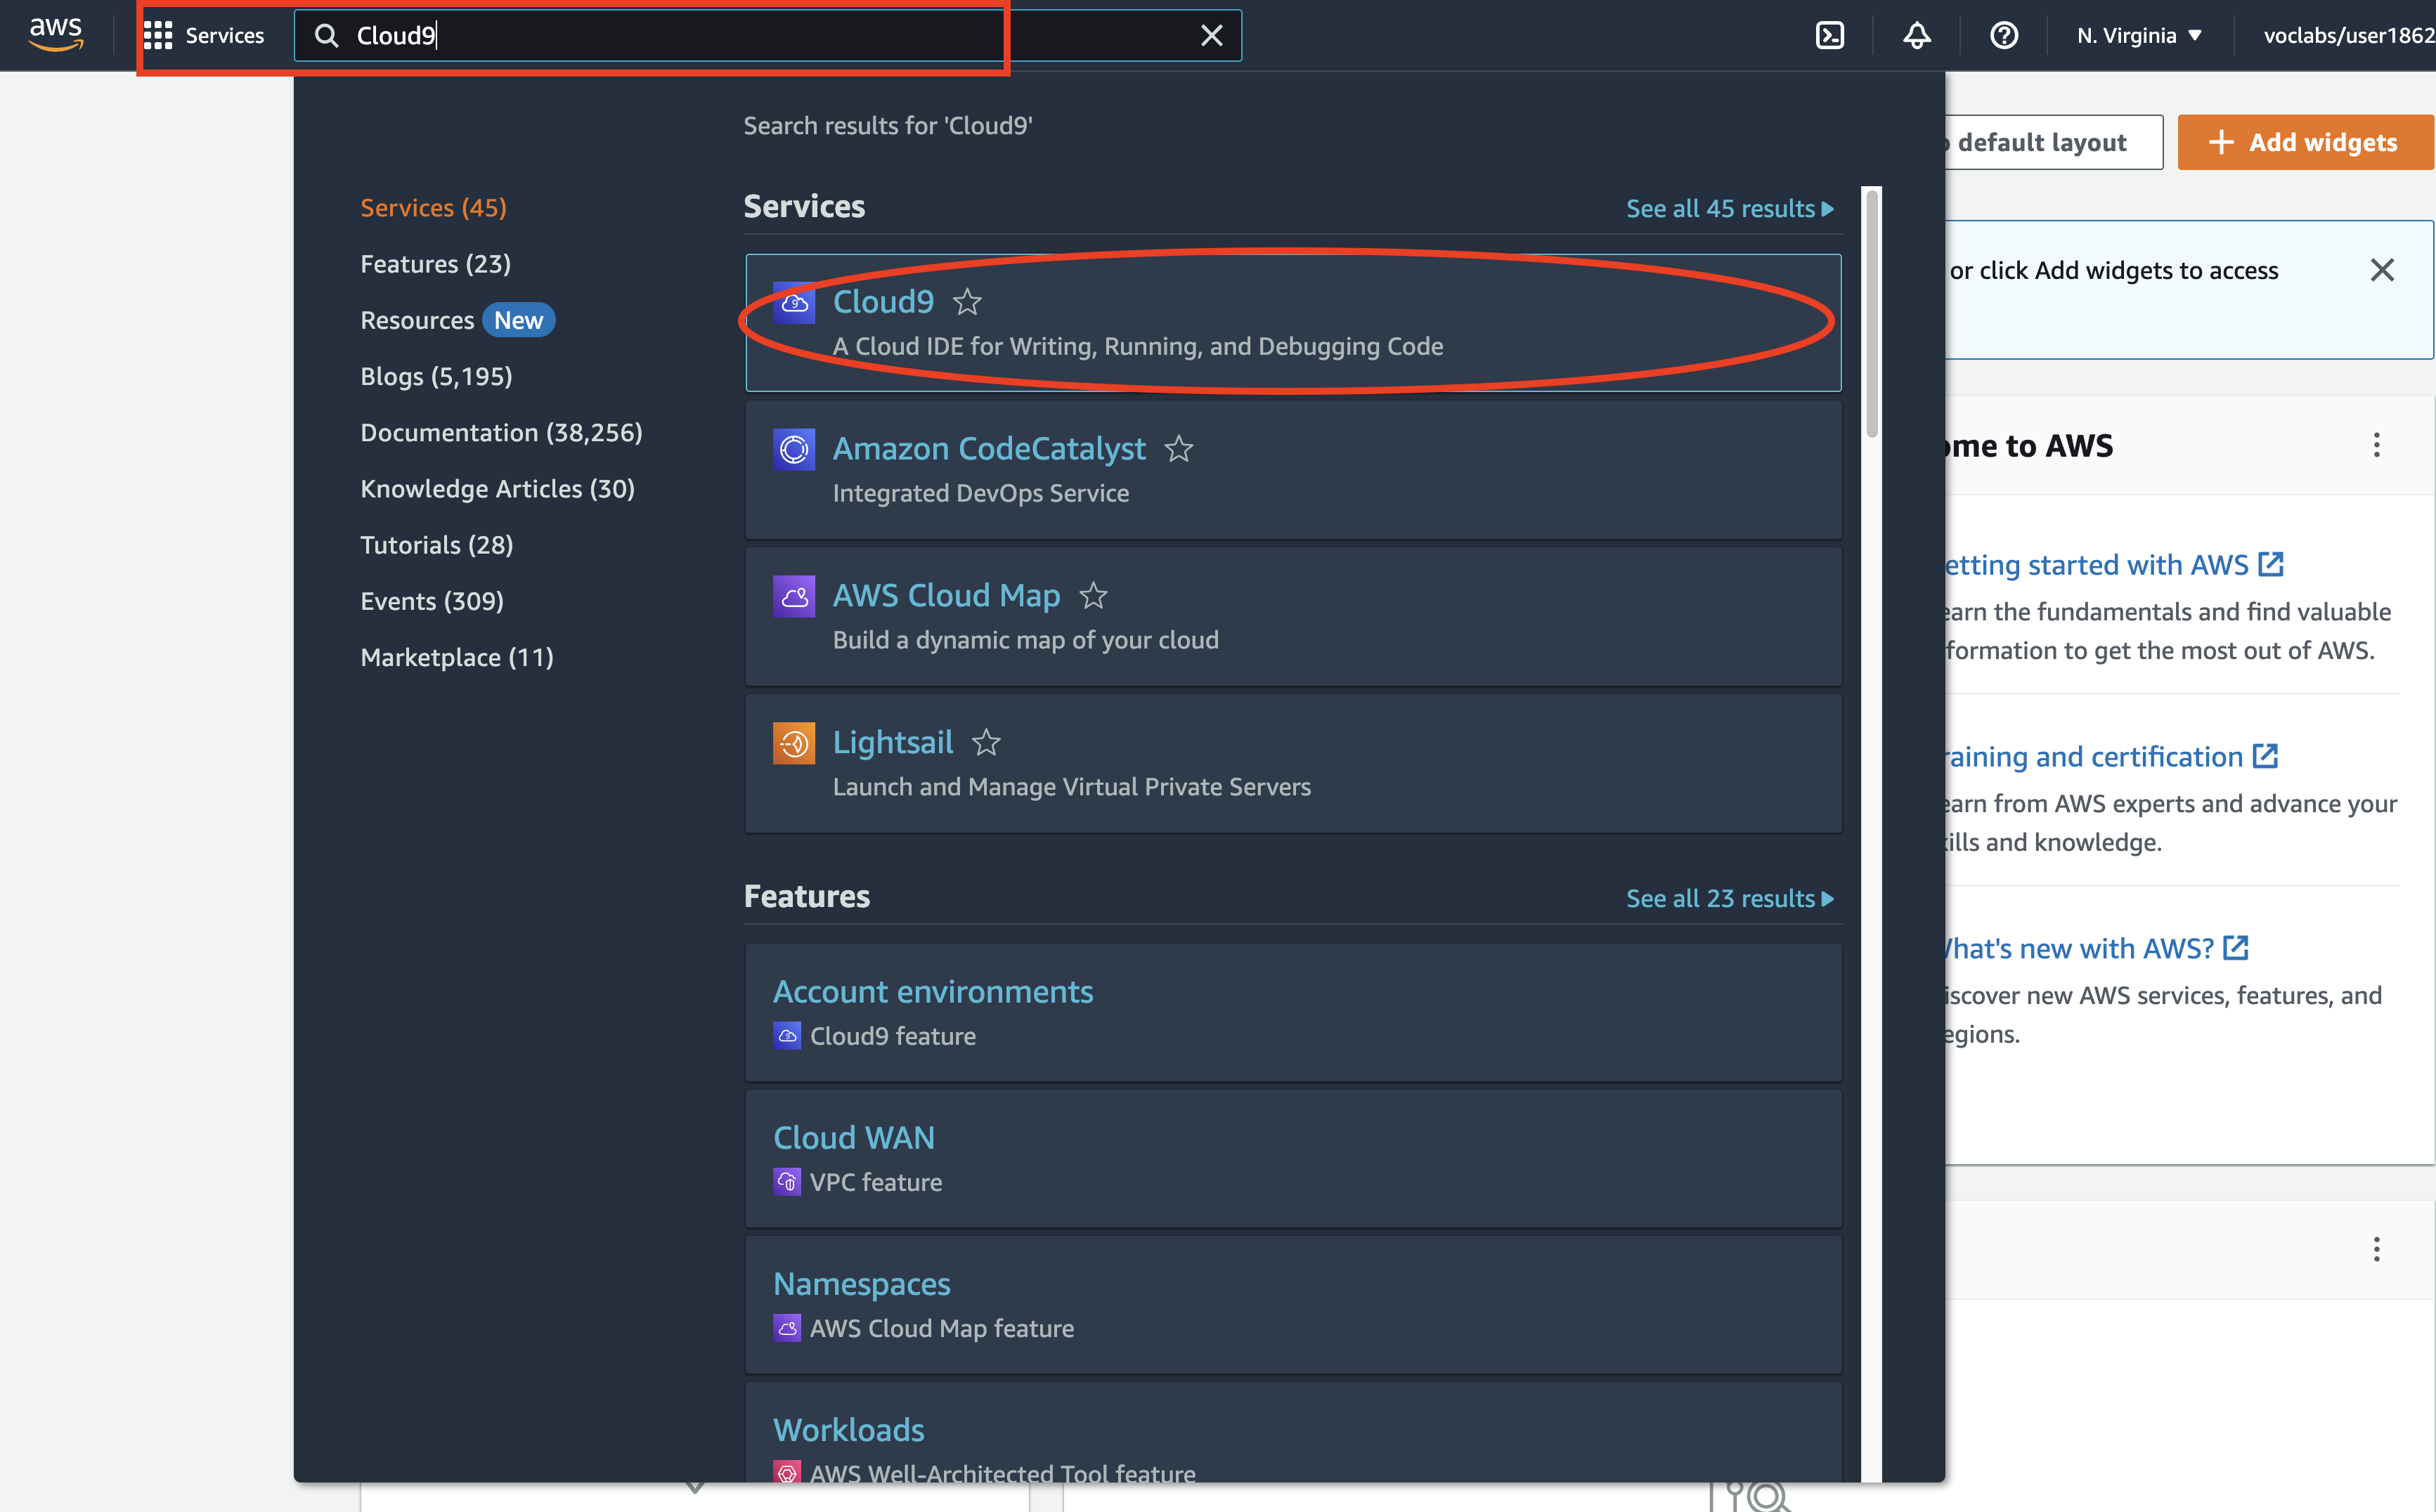 aws
Services
Cloud9
N. Virginia
voclabs/user1862
Search results for 'Cloud9'
Services (45)
Features (23)
Resources New
Blogs (5,195)
Documentation (38,256)
Knowledge Articles (30)
Tutorials (28)
Events (309)
Marketplace (11)
Services
See all 45 results
Cloud9
A Cloud IDE for Writing, Running, and Debugging Code
Amazon CodeCatalyst
Integrated DevOps Service
AWS Cloud Map
Build a dynamic map of your cloud
Lightsail
Launch and Manage Virtual Private Servers
Features
See all 23 results
Account environments
Cloud9 feature
Cloud WAN
VPC feature
Namespaces
AWS Cloud Map feature
Workloads
AWS Well-Architected Tool feature
default layout
Add widgets
or click Add widgets to access
ome to AWS
etting started with AWS
earn the fundamentals and find valuable
formation to get the most out of AWS.
raining and certification
earn from AWS experts and advance your
ills and knowledge.
hat's new with AWS?
iscover new AWS services, features, and
egions.